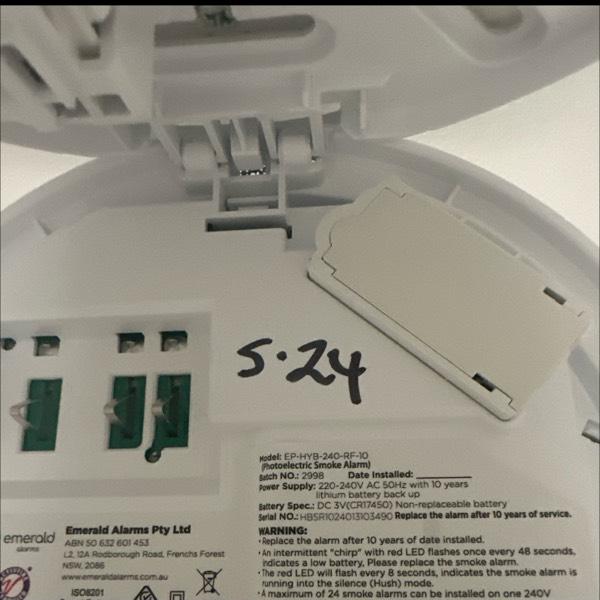 5.24
Model: EP-HYB-240-RF-10
(Photoelectric Smoke Alarm)
Batch NO.: 2998 Date Installed: ________
Power Supply: 220-240V AC 50Hz with 10 years
lithium battery back up
Battery Spec.: DC 3V(CR17450) Non-replaceable battery
Serial NO.: HBSR1024013103490 Replace the alarm after 10 years of service.
WARNING:
·Replace the alarm after 10 years of date installed.
·An intermittent "chirp" with red LED flashes once every 48 seconds,
indicates a low battery, Please replace the smoke alarm.
·The red LED will flash every 8 seconds, indicates the smoke alarm is
running into the silence (Hush) mode.
·A maximum of 24 smoke alarms can be installed on one 240V
emerald
alarms
Emerald Alarms Pty Ltd
ABN 50 632 601 453
L2, 12A Rodborough Road, Frenchs Forest
NSW, 2086
www.emeraldalarms.com.au
ISO8201